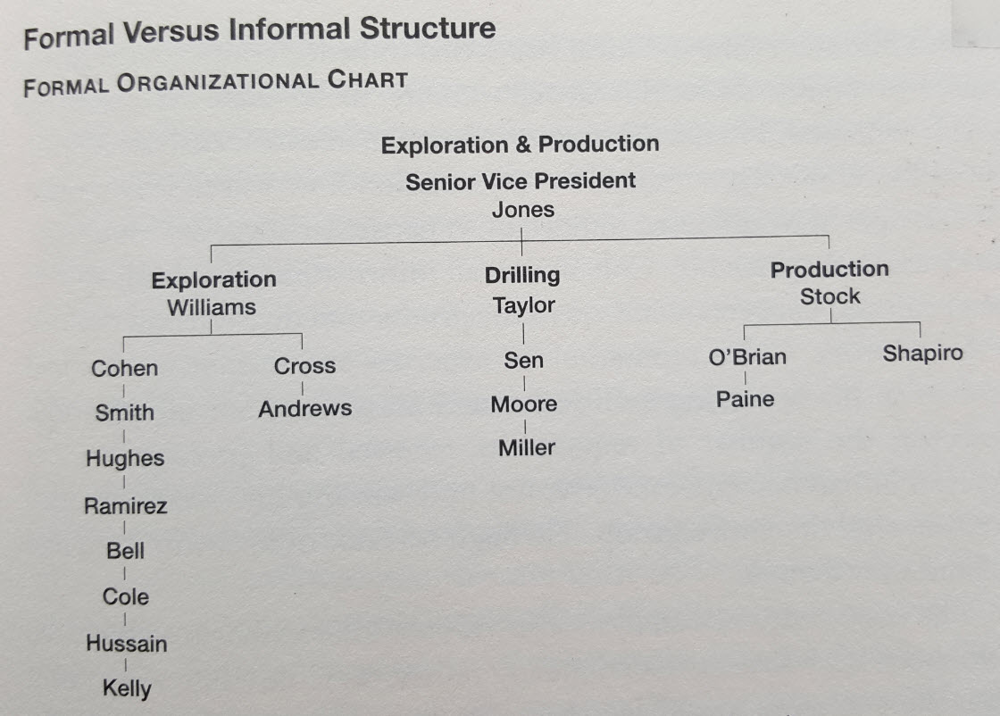 Formal Versus Informal Structure
FORMAL ORGANIZATIONAL CHART
Exploration & Production
Senior Vice President
Jones
Exploration
Williams
Cohen
Smith
Hughes
Ramirez
Bell
Cole
Hussain
Kelly
Cross
Andrews
Drilling
Taylor
Sen
Moore
Miller
Production
Stock
O'Brian
Paine
Shapiro